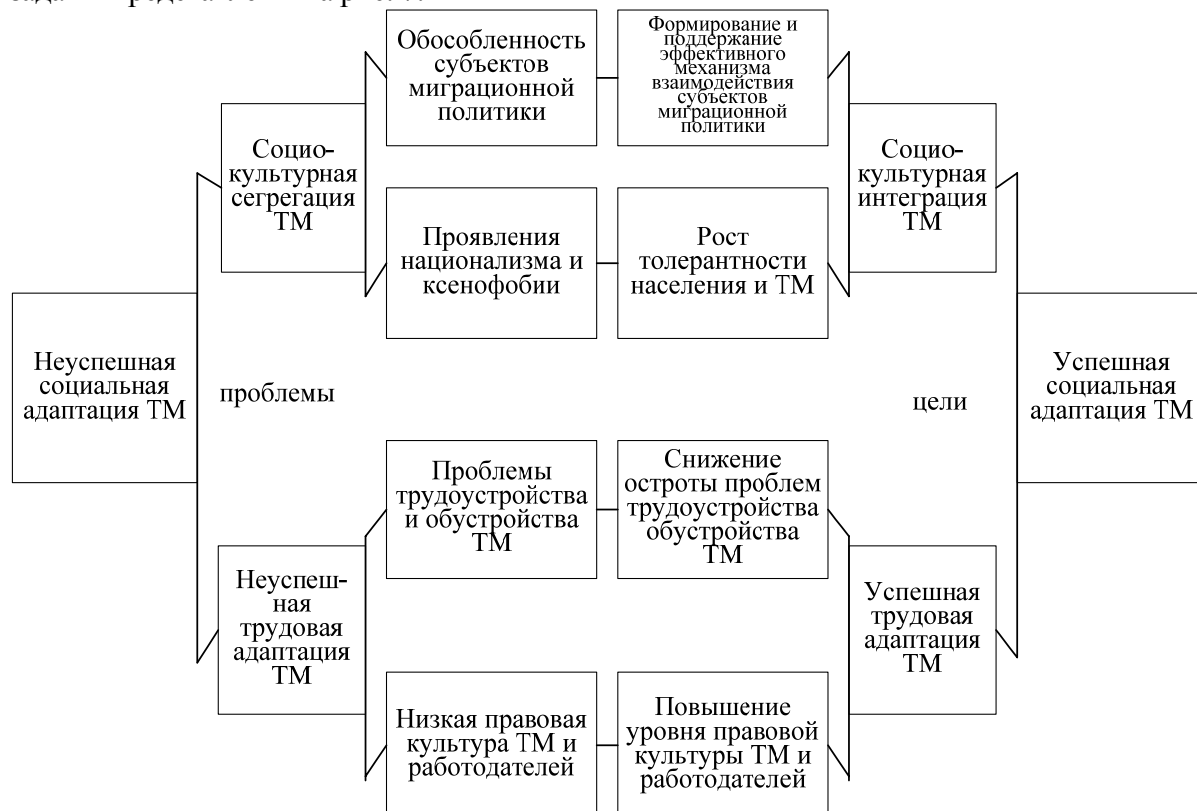 Обособленность
субъектов
миграционной
политики
Формирование и
поддержание
эффективного
механизма
взаимодействия
субъектов
миграционной
политики
Социо-
культурная
сегрегация
ТМ
Социо-
культурная
интеграция
ТМ
Проявления
национализма и
ксенофобии
Рост
толерантности
населения и ТМ
Неуспешная
социальная
адаптация ТМ
проблемы
цели
Успешная
социальная
адаптация ТМ
Проблемы
трудоустройства
и обустройства
ТМ
Снижение
остроты проблем
трудоустройства
обустройства
ТМ
Неуспеш-
ная
трудовая
адаптация
ТМ
Успешная
трудовая
адаптация
ТМ
Низкая правовая
культура ТМ и
работодателей
Повышение
уровня правовой
культуры ТМ и
работодателей